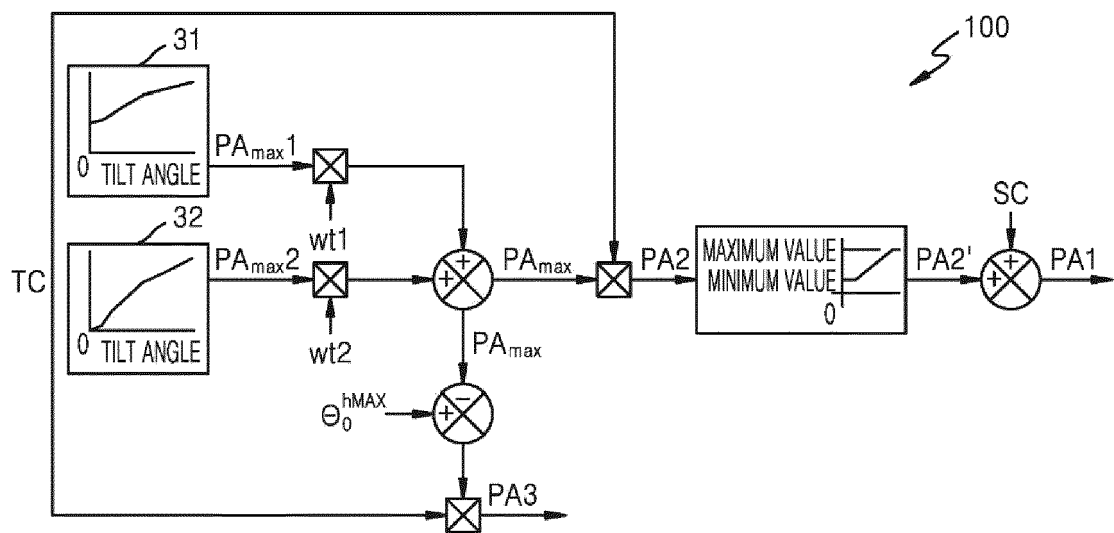 100
31
0
TILT ANGLE
PAmax1
wt1
32
0
TILT ANGLE
PAmax2
wt2
TC
+
+
PAmax
PAmax
Θ0hMAX
+
−
PA3
PA2
MAXIMUM VALUE
MINIMUM VALUE
0
PA2'
SC
+
+
PA1